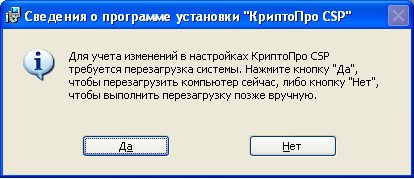 Сведения о программе установки "КриптоПро CSP"
Для учета изменений в настройках КриптоПро CSP
требуется перезагрузка системы. Нажмите кнопку "Да",
чтобы перезагрузить компьютер сейчас, либо кнопку "Нет",
чтобы выполнить перезагрузку позже вручную.
Да Нет